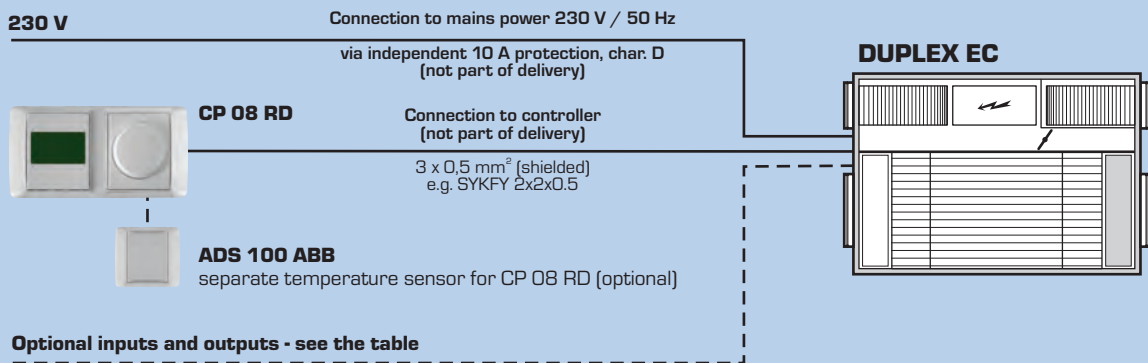 230 V
Connection to mains power 230 V / 50 Hz
via independent 10 A protection, char. D
(not part of delivery)
DUPLEX EC
CP 08 RD
Connection to controller
(not part of delivery)
3 x 0,5 mm² (shielded)
e.g. SYKFY 2x2x0.5
ADS 100 ABB
separate temperature sensor for CP 08 RD (optional)
Optional inputs and outputs - see the table